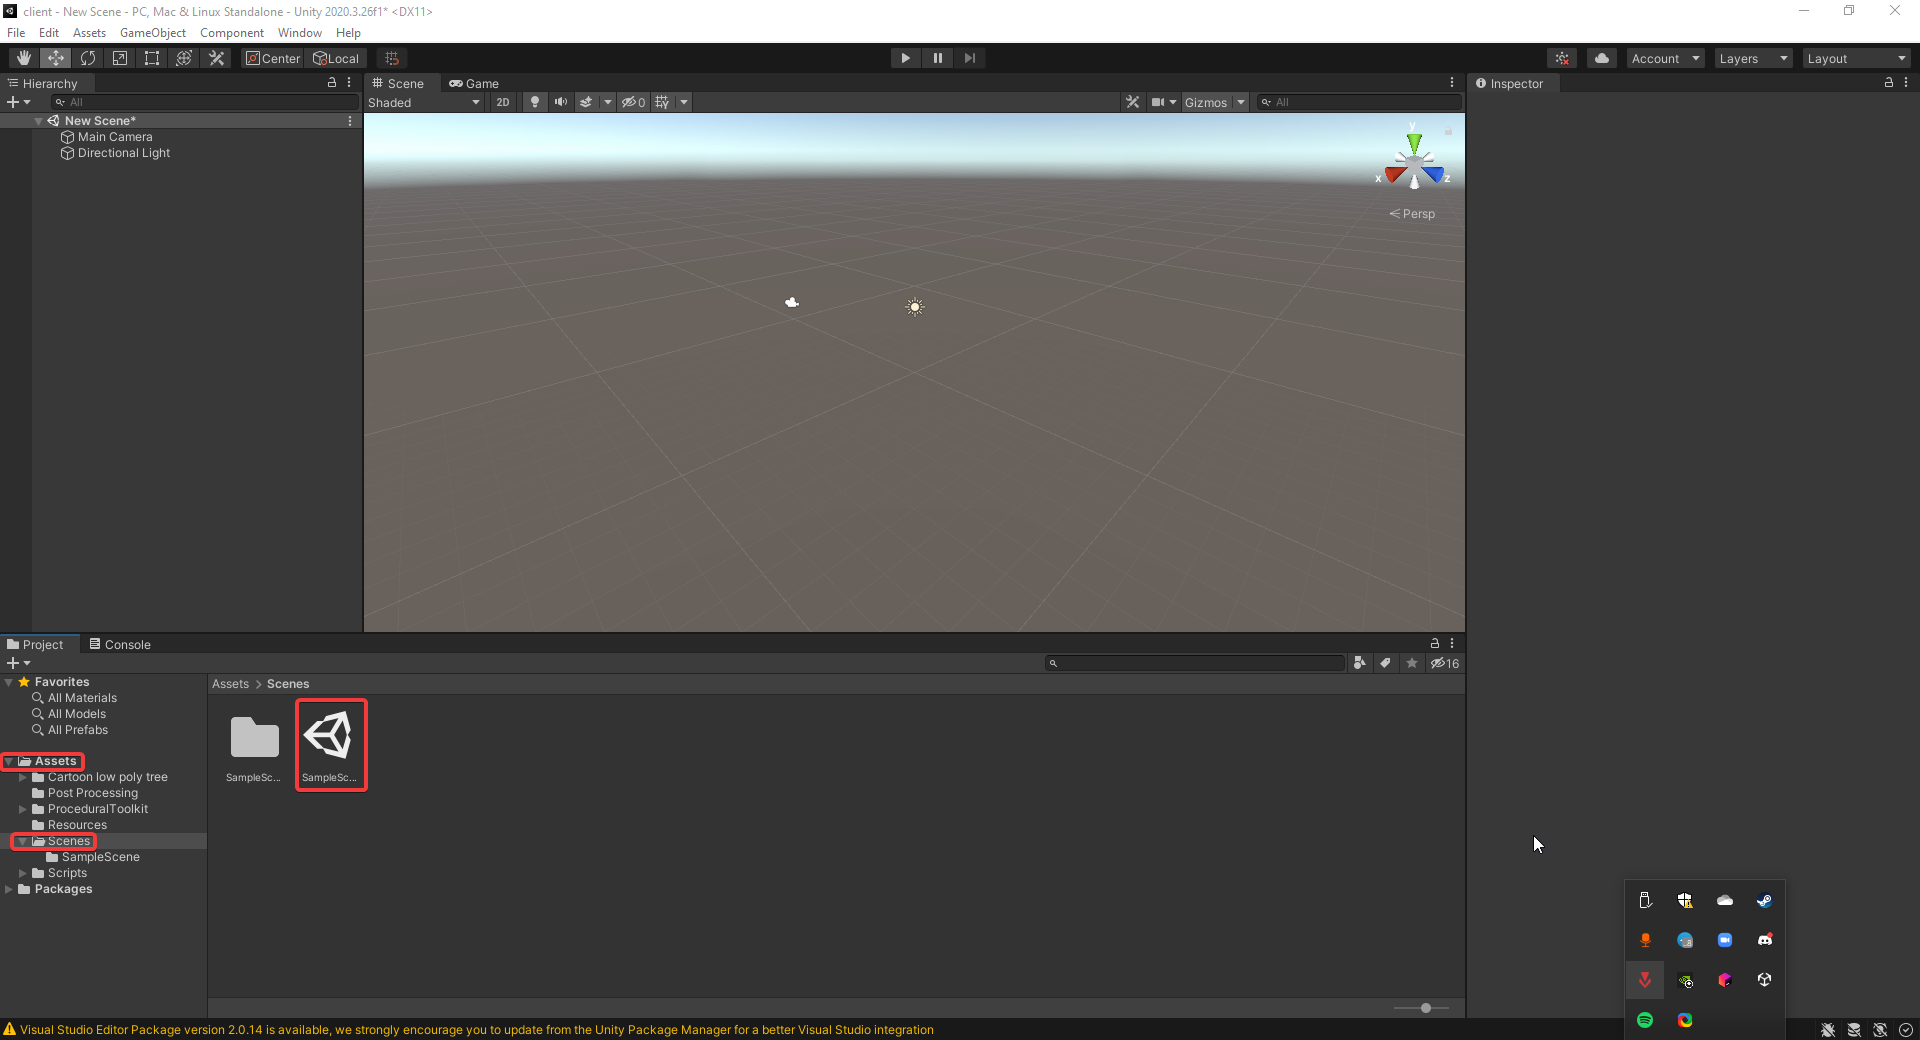 client - New Scene - PC, Mac & Linux Standalone - Unity 2020.3.26f1* <DX11>
File Edit Assets GameObject Component Window Help
Center Local Account Layers Layout
Hierarchy
All
New Scene*
Main Camera
Directional Light
Scene Game
Shaded 2D 0 Gizmos All
y
x z
Persp
Inspector
Project Console
16
Favorites
All Materials
All Models
All Prefabs
Assets
Cartoon low poly tree
Post Processing
ProceduralToolkit
Resources
Scenes
SampleScene
Scripts
Packages
Assets > Scenes
SampleSc... SampleSc...
Visual Studio Editor Package version 2.0.14 is available, we strongly encourage you to update from the Unity Package Manager for a better Visual Studio integration